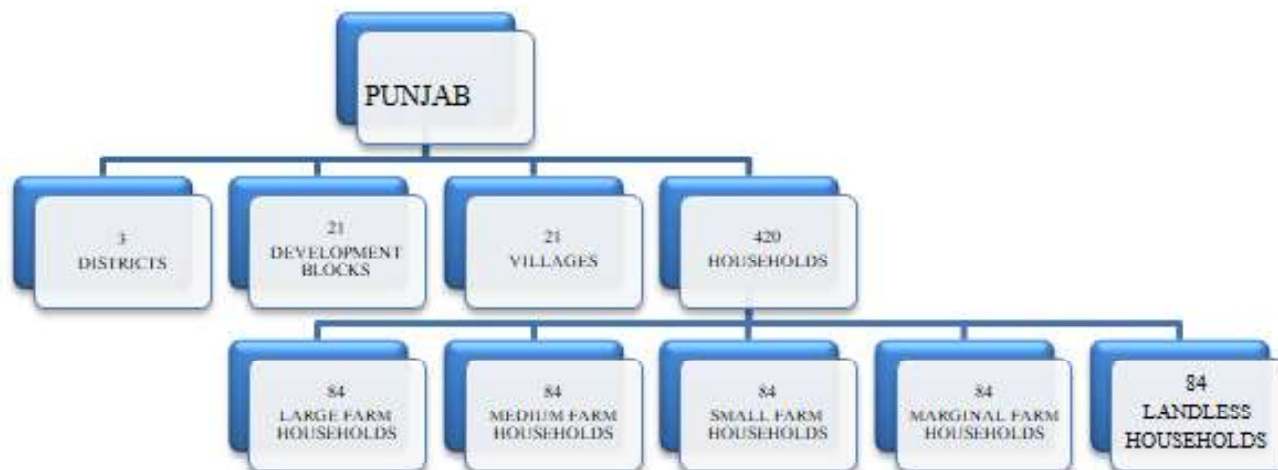 PUNJAB
3
DISTRICTS
21
DEVELOPMENT
BLOCKS
21
VILLAGES
420
HOUSEHOLDS
84
LARGE FARM
HOUSEHOLDS
84
MEDIUM FARM
HOUSEHOLDS
84
SMALL FARM
HOUSEHOLDS
84
MARGINAL FARM
HOUSEHOLDS
84
LANDLESS
HOUSEHOLDS